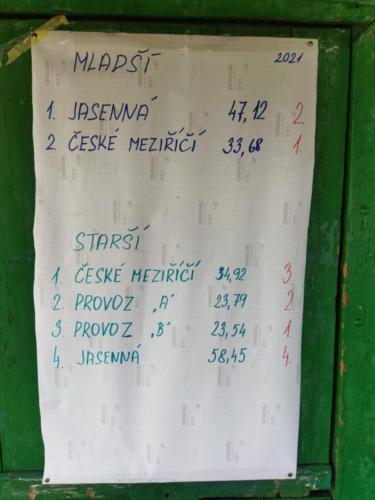 MLADŠÍ 2021
1. JASENNÁ 47,12 2.
2. ČESKÉ MEZIŘÍČÍ 33,68 1.
STARŠÍ
1. ČESKÉ MEZIŘÍČÍ 34,92 3.
2. PROVOZ „A" 23,79 2.
3. PROVOZ „B" 23,54 1.
4. JASENNÁ 58,45 4.